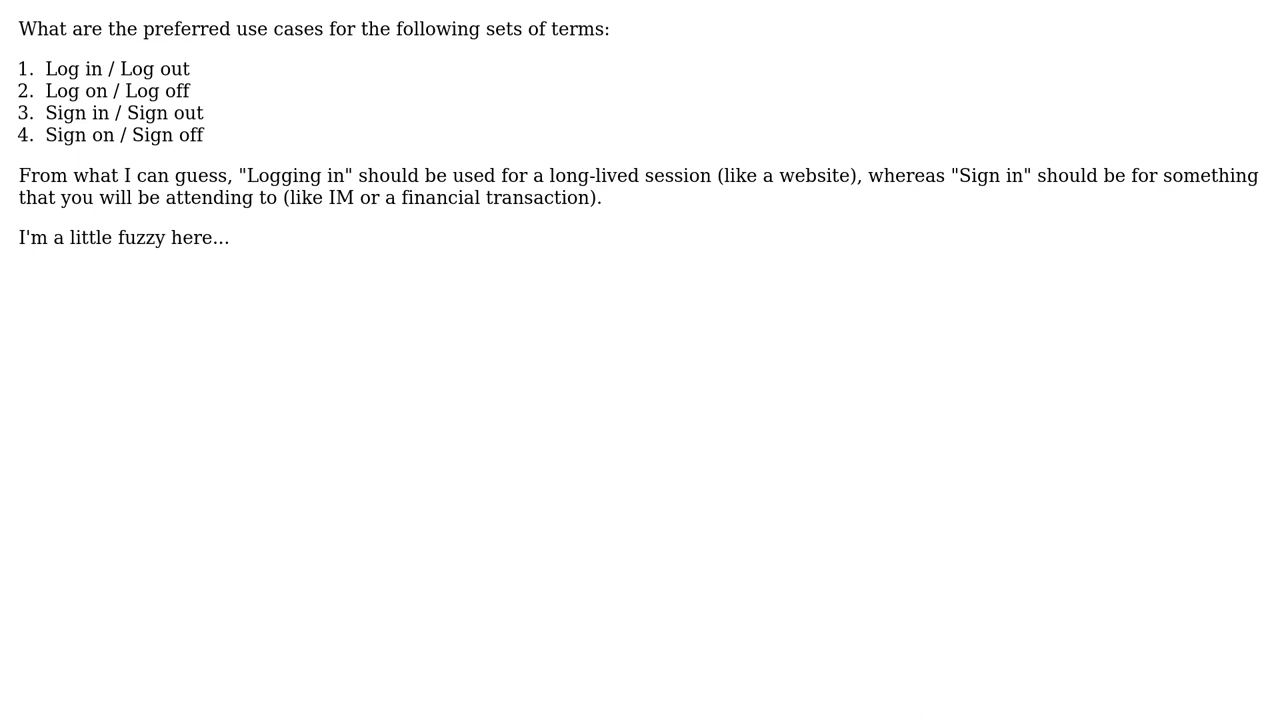 What are the preferred use cases for the following sets of terms:
1. Log in / Log out
2. Log on / Log off
3. Sign in / Sign out
4. Sign on / Sign off
From what I can guess, "Logging in" should be used for a long-lived session (like a website), whereas "Sign in" should be for something
that you will be attending to (like IM or a financial transaction).
I'm a little fuzzy here...